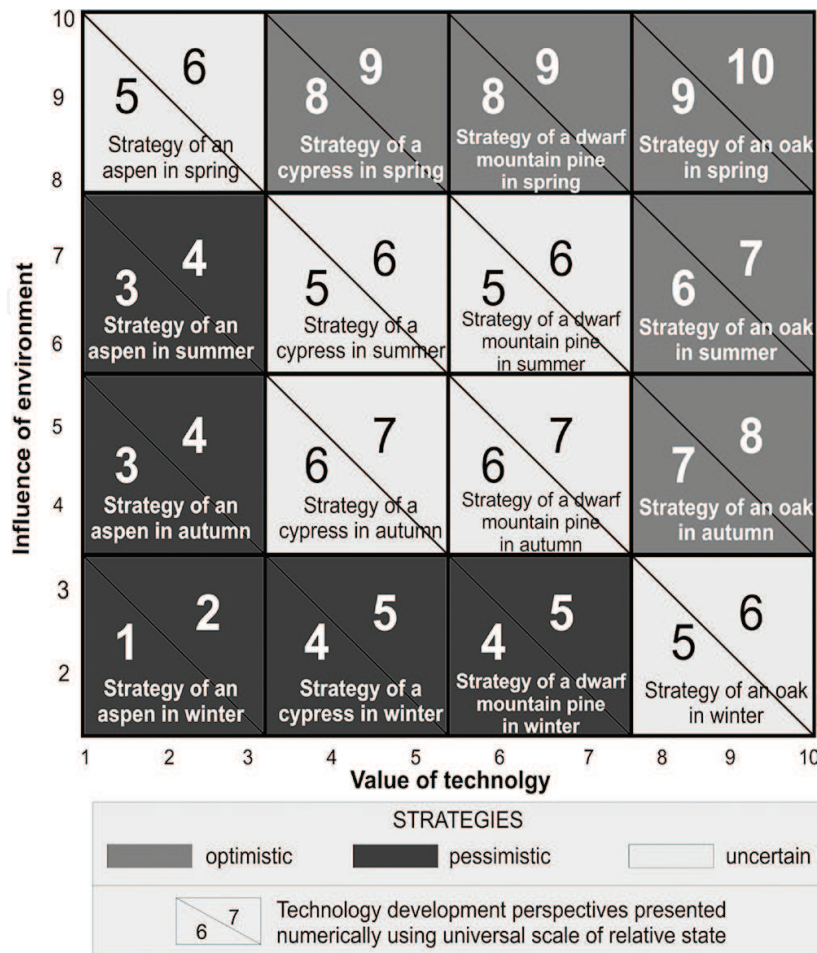 10
9
8
7
6
5
4
3
2
Influence of environment
5 6
Strategy of an
aspen in spring
8 9
Strategy of a
cypress in spring
8 9
Strategy of a dwarf
mountain pine
in spring
9 10
Strategy of an oak
in spring
3 4
Strategy of an
aspen in summer
5 6
Strategy of a
cypress in summer
5 6
Strategy of a dwarf
mountain pine
in summer
6 7
Strategy of an oak
in summer
3 4
Strategy of an
aspen in autumn
6 7
Strategy of a
cypress in autumn
6 7
Strategy of a dwarf
mountain pine
in autumn
7 8
Strategy of an oak
in autumn
1 2
Strategy of an
aspen in winter
4 5
Strategy of a
cypress in winter
4 5
Strategy of a dwarf
mountain pine
in winter
5 6
Strategy of an oak
in winter
1 2 3 4 5 6 7 8 9 10
Value of technolgy
STRATEGIES
optimistic pessimistic uncertain
6 7
Technology development perspectives presented
numerically using universal scale of relative state